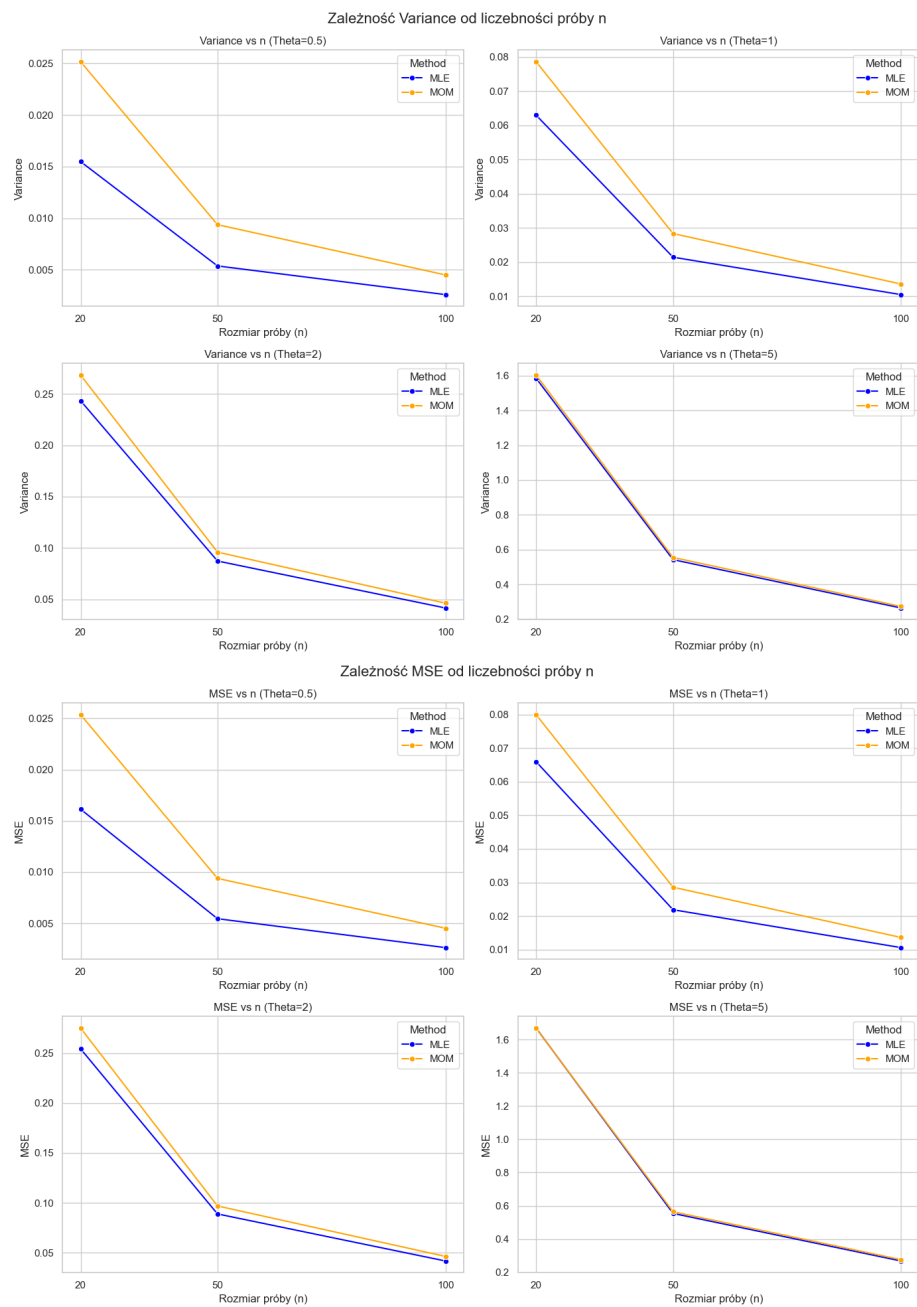 Zależność Variance od liczebności próby n
Variance vs n (Theta=0.5)
Method
MLE
MOM
0.025
0.020
0.015
0.010
0.005
Variance
20
50
100
Rozmiar próby (n)
Variance vs n (Theta=1)
Method
MLE
MOM
0.08
0.07
0.06
0.05
0.04
0.03
0.02
0.01
Variance
20
50
100
Rozmiar próby (n)
Variance vs n (Theta=2)
Method
MLE
MOM
0.25
0.20
0.15
0.10
0.05
Variance
20
50
100
Rozmiar próby (n)
Variance vs n (Theta=5)
Method
MLE
MOM
1.6
1.4
1.2
1.0
0.8
0.6
0.4
0.2
Variance
20
50
100
Rozmiar próby (n)
Zależność MSE od liczebności próby n
MSE vs n (Theta=0.5)
Method
MLE
MOM
0.025
0.020
0.015
0.010
0.005
MSE
20
50
100
Rozmiar próby (n)
MSE vs n (Theta=1)
Method
MLE
MOM
0.08
0.07
0.06
0.05
0.04
0.03
0.02
0.01
MSE
20
50
100
Rozmiar próby (n)
MSE vs n (Theta=2)
Method
MLE
MOM
0.25
0.20
0.15
0.10
0.05
MSE
20
50
100
Rozmiar próby (n)
MSE vs n (Theta=5)
Method
MLE
MOM
1.6
1.4
1.2
1.0
0.8
0.6
0.4
0.2
MSE
20
50
100
Rozmiar próby (n)